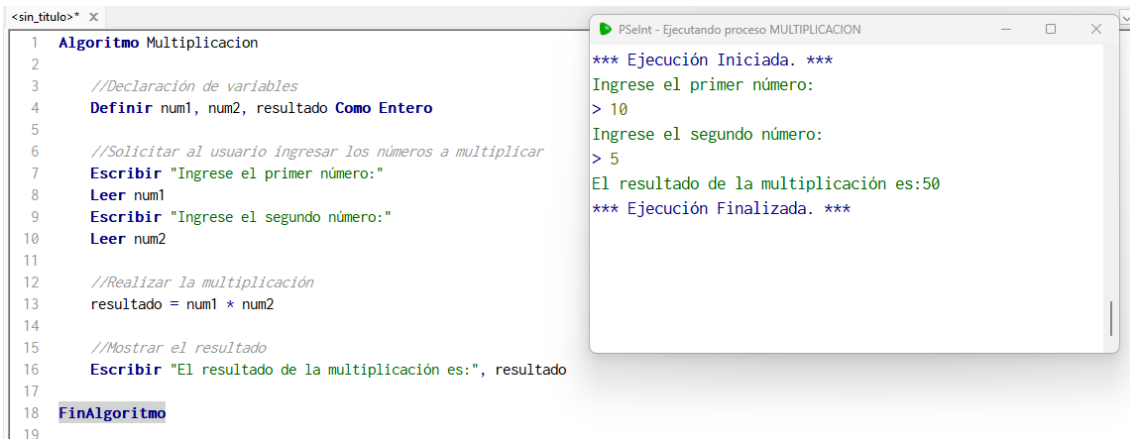 <sin_titulo>* X
1 Algoritmo Multiplicacion
2
3 //Declaración de variables
4 Definir num1, num2, resultado Como Entero
5
6 //Solicitar al usuario ingresar los números a multiplicar
7 Escribir "Ingrese el primer número:"
8 Leer num1
9 Escribir "Ingrese el segundo número:"
10 Leer num2
11
12 //Realizar la multiplicación
13 resultado = num1 * num2
14
15 //Mostrar el resultado
16 Escribir "El resultado de la multiplicación es:", resultado
17
18 FinAlgoritmo
19
PSeInt - Ejecutando proceso MULTIPLICACION
*** Ejecución Iniciada. ***
Ingrese el primer número:
> 10
Ingrese el segundo número:
> 5
El resultado de la multiplicación es:50
*** Ejecución Finalizada. ***